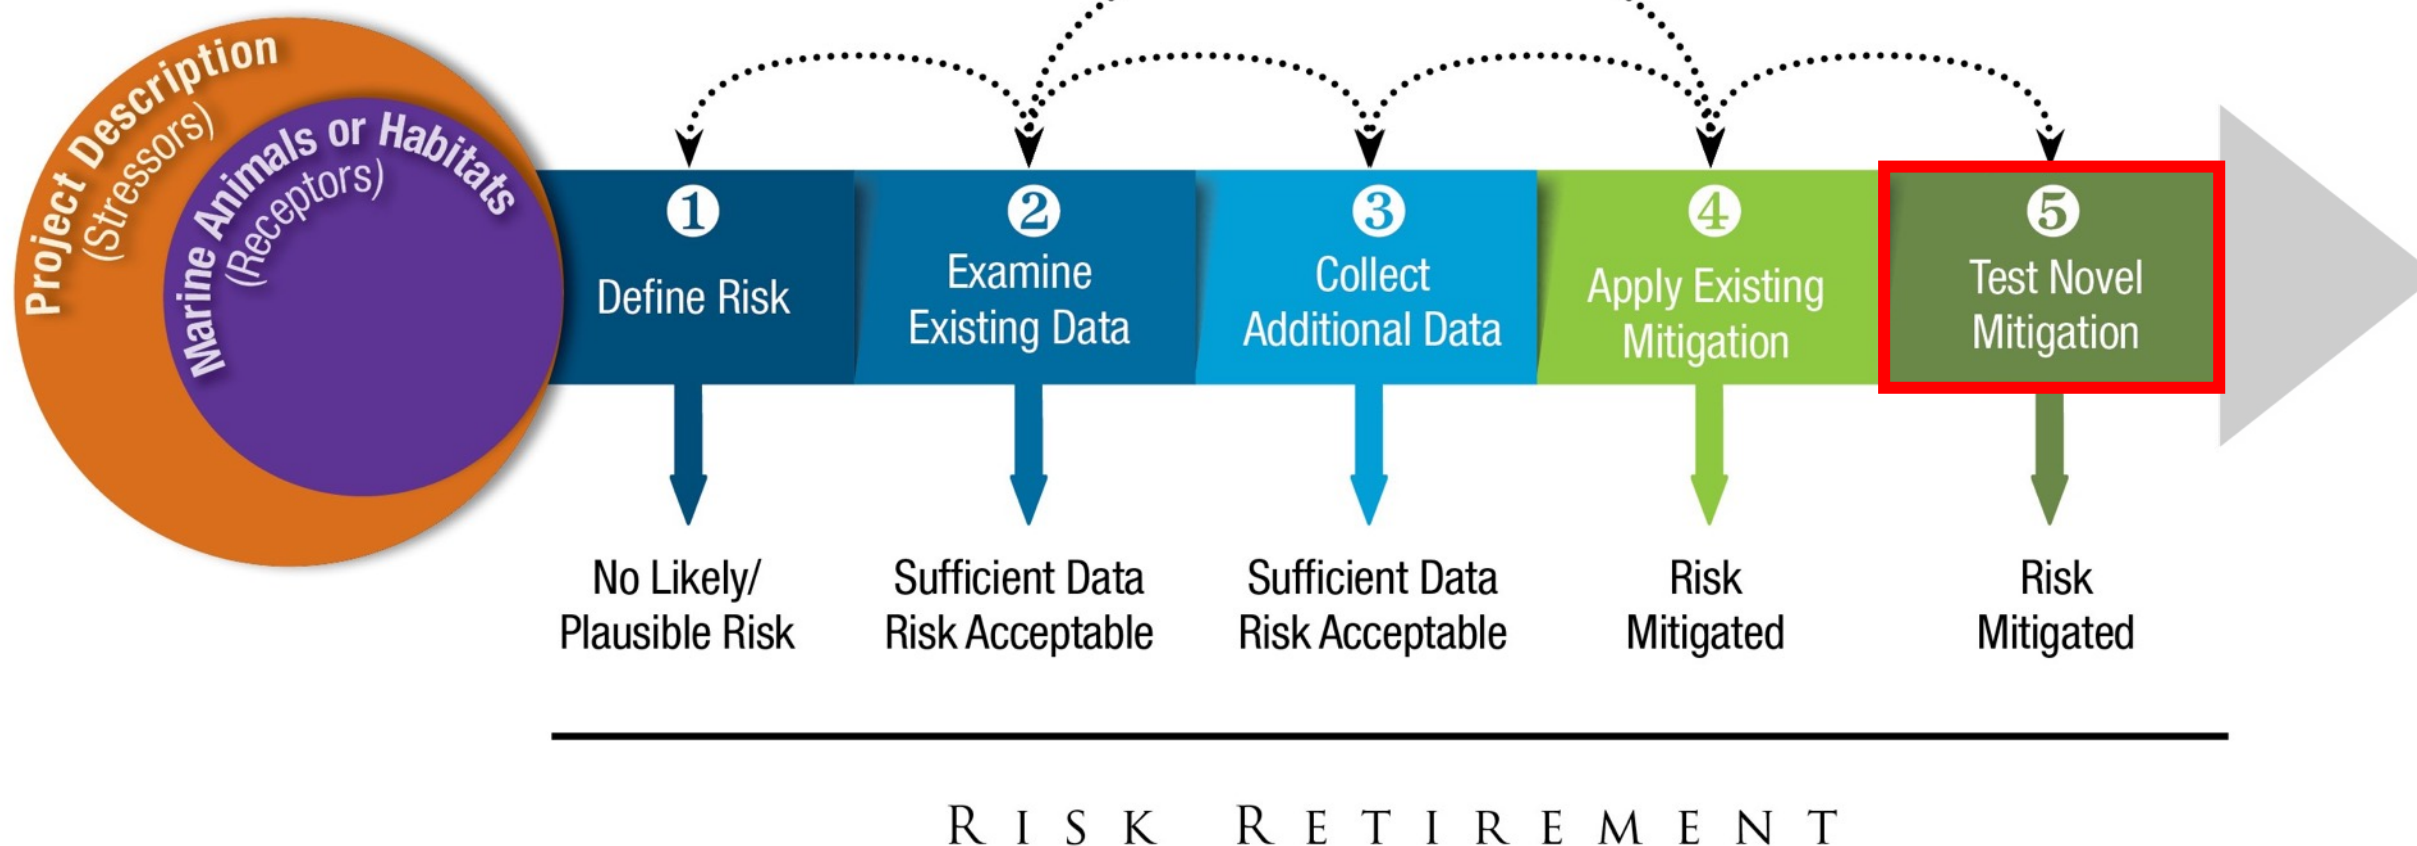 Project Description
(Stressors)
Marine Animals or Habitats
(Receptors)
1
Define Risk
2
Examine
Existing Data
3
Collect
Additional Data
4
Apply Existing
Mitigation
5
Test Novel
Mitigation
No Likely/
Plausible Risk
Sufficient Data
Risk Acceptable
Sufficient Data
Risk Acceptable
Risk
Mitigated
Risk
Mitigated
RISK RETIREMENT